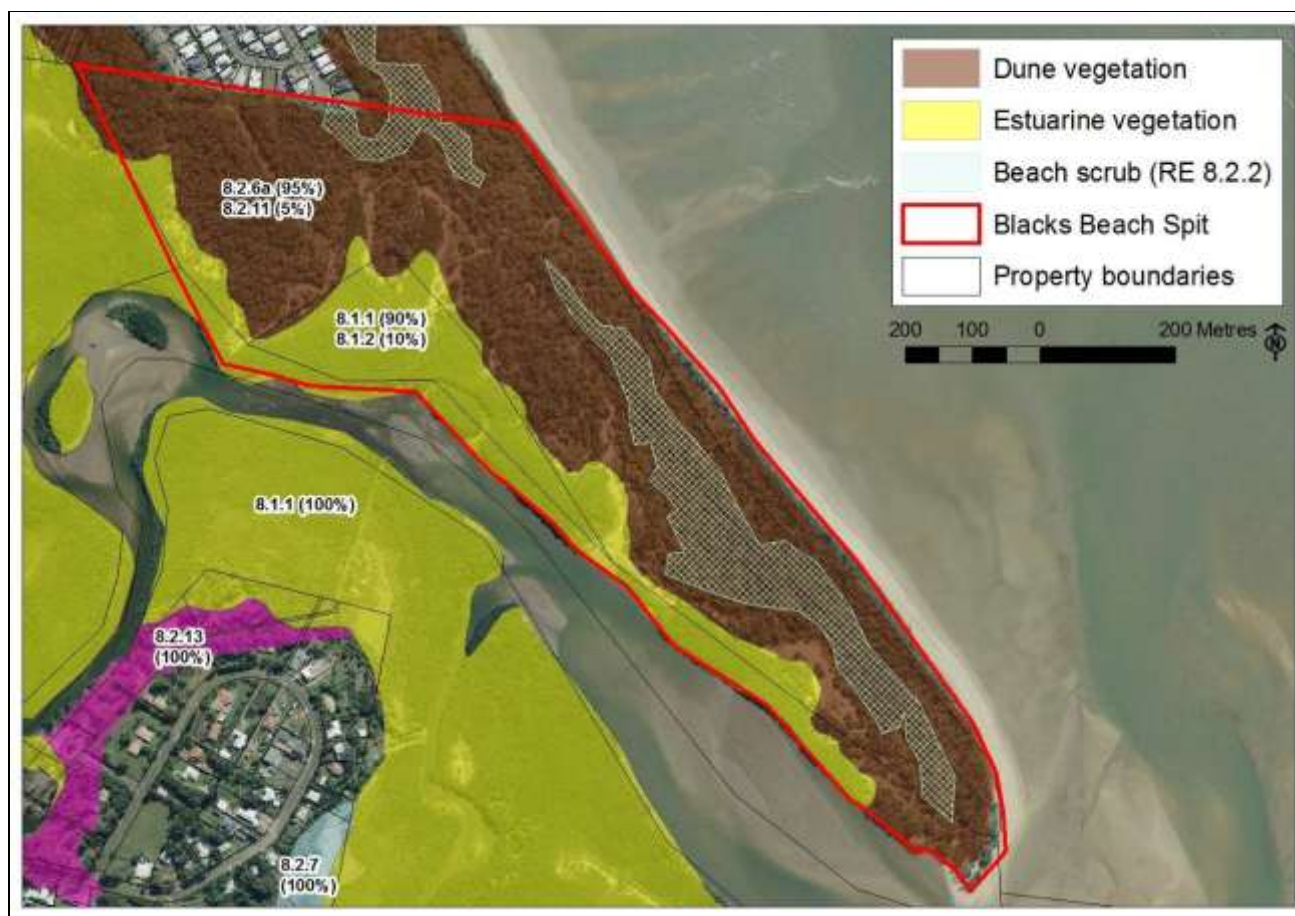 Dune vegetation
Estuarine vegetation
Beach scrub (RE 8.2.2)
Blacks Beach Spit
Property boundaries
200 100 0 200 Metres
N
8.2.6a (95%)
8.2.11 (5%)
8.1.1 (90%)
8.1.2 (10%)
8.1.1 (100%)
8.2.13
(100%)
8.2.7
(100%)